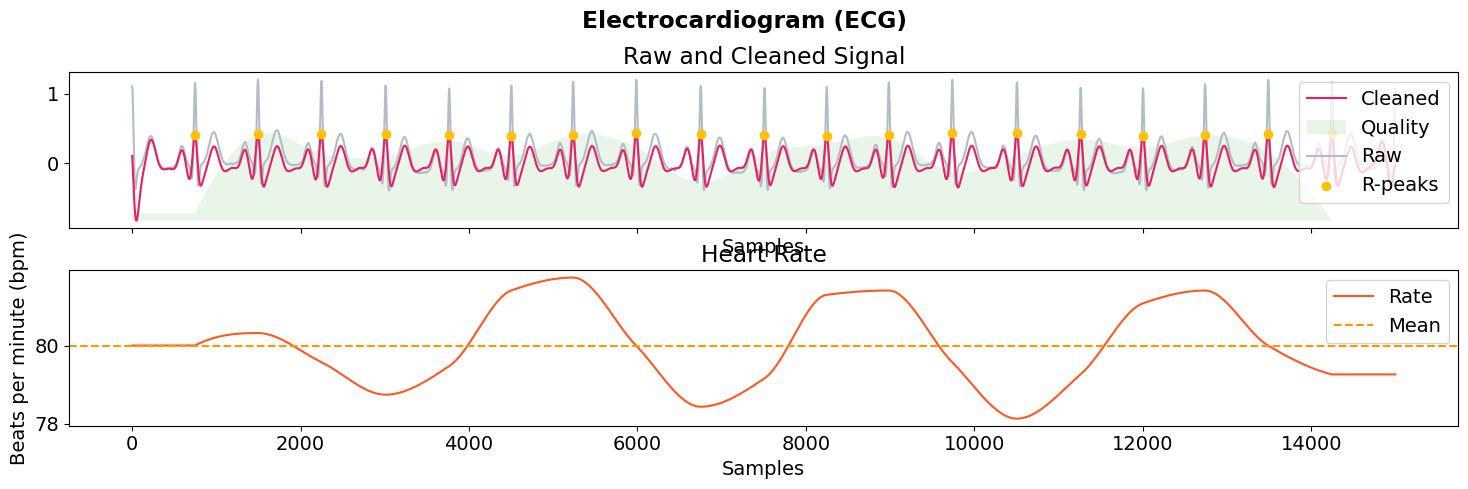 Electrocardiogram (ECG)
Raw and Cleaned Signal
1
0
Cleaned
Quality
Raw
R-peaks
Samples
Heart Rate
Beats per minute (bpm)
80
78
Rate
Mean
0 2000 4000 6000 8000 10000 12000 14000
Samples